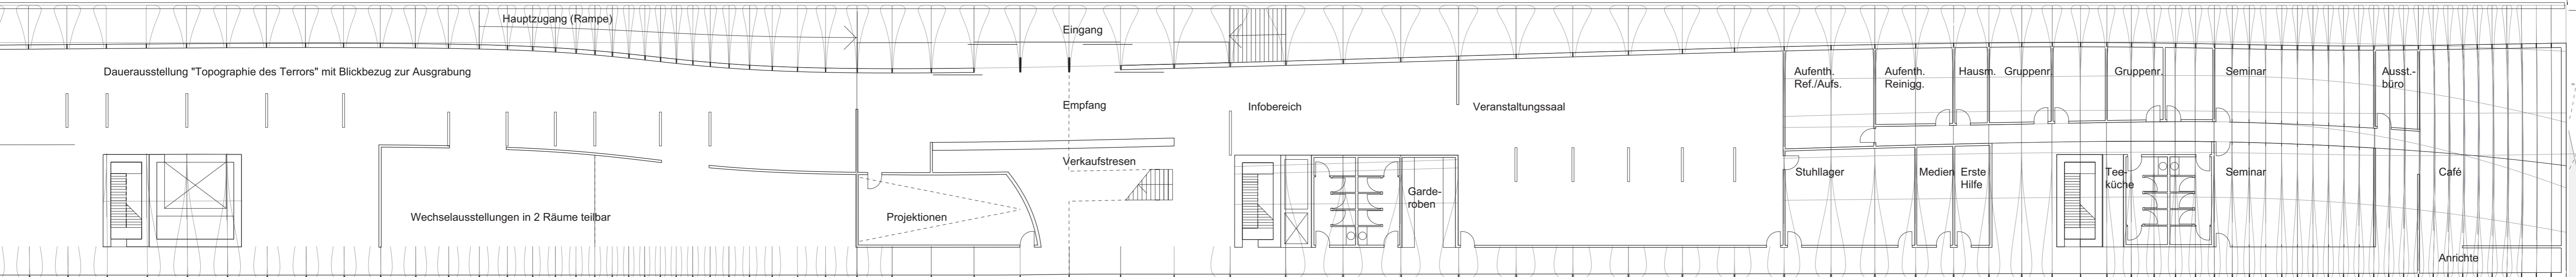 Hauptzugang (Rampe)
Eingang
Dauerausstellung "Topographie des Terrors" mit Blickbezug zur Ausgrabung
Aufenth.
Ref./Aufs.
Aufenth.
Reinigg.
Hausm.
Gruppenr.
Gruppenr.
Seminar
Ausst.-
büro
Empfang
Infobereich
Veranstaltungssaal
Verkaufstresen
Stuhllager
Medien
Erste
Hilfe
Tee-
küche
Seminar
Café
Garde-
roben
Wechselausstellungen in 2 Räume teilbar
Projektionen
Anrichte